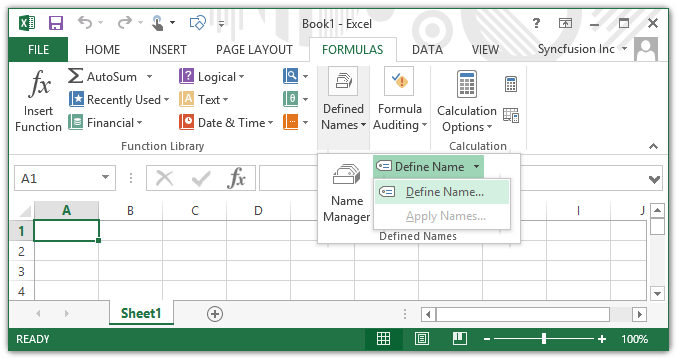 Book1 - Excel
FILE HOME INSERT PAGE LAYOUT FORMULAS DATA VIEW Syncfusion Inc
fx
Insert Function
AutoSum
Recently Used
Financial
Logical
Text
Date & Time
θ
Function Library
Defined Names
Formula Auditing
Calculation Options
Calculation
A1
fx
Name Manager
Define Name
Define Name...
Apply Names...
Defined Names
A B C D J
1
2
3
4
Sheet1
READY 100%